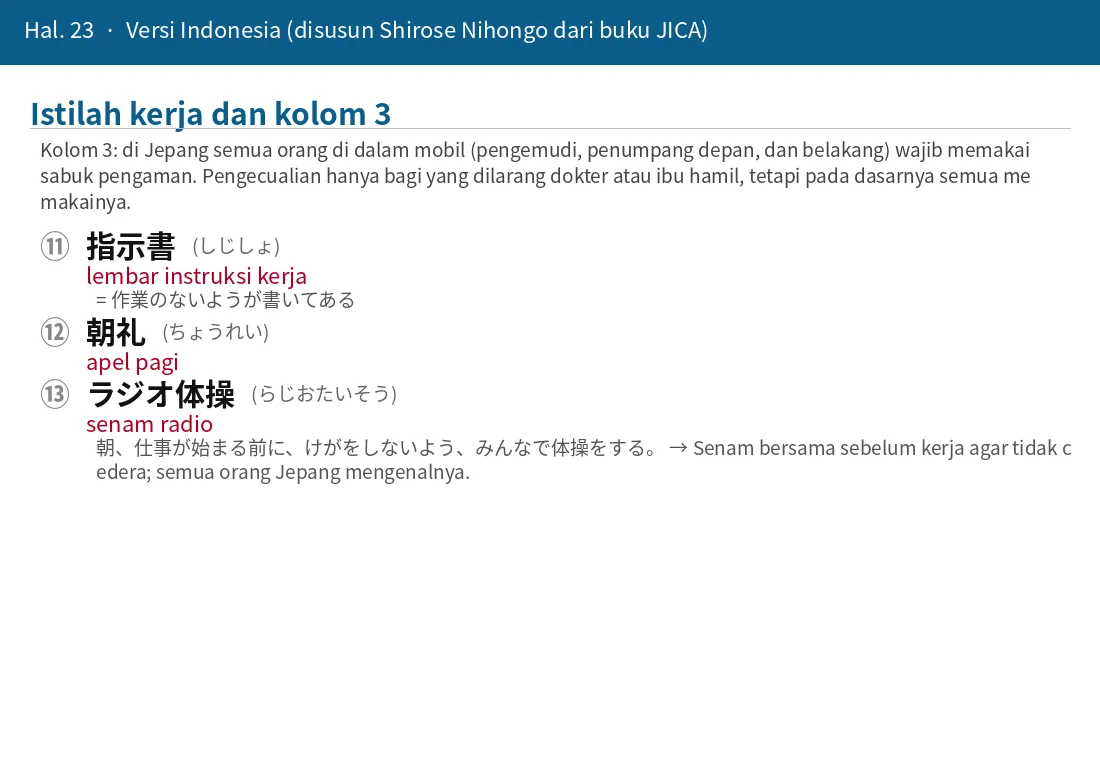 Hal. 23 · Versi Indonesia (disusun Shirose Nihongo dari buku JICA)
Istilah kerja dan kolom 3
Kolom 3: di Jepang semua orang di dalam mobil (pengemudi, penumpang depan, dan belakang) wajib memakai
sabuk pengaman. Pengecualian hanya bagi yang dilarang dokter atau ibu hamil, tetapi pada dasarnya semua me
makainya.
⑪ 指示書 (しじしょ)
lembar instruksi kerja
= 作業のないようが書いてある
⑫ 朝礼 (ちょうれい)
apel pagi
⑬ ラジオ体操 (らじおたいそう)
senam radio
朝、仕事が始まる前に、けがをしないよう、みんなで体操をする。 → Senam bersama sebelum kerja agar tidak c
edera; semua orang Jepang mengenalnya.